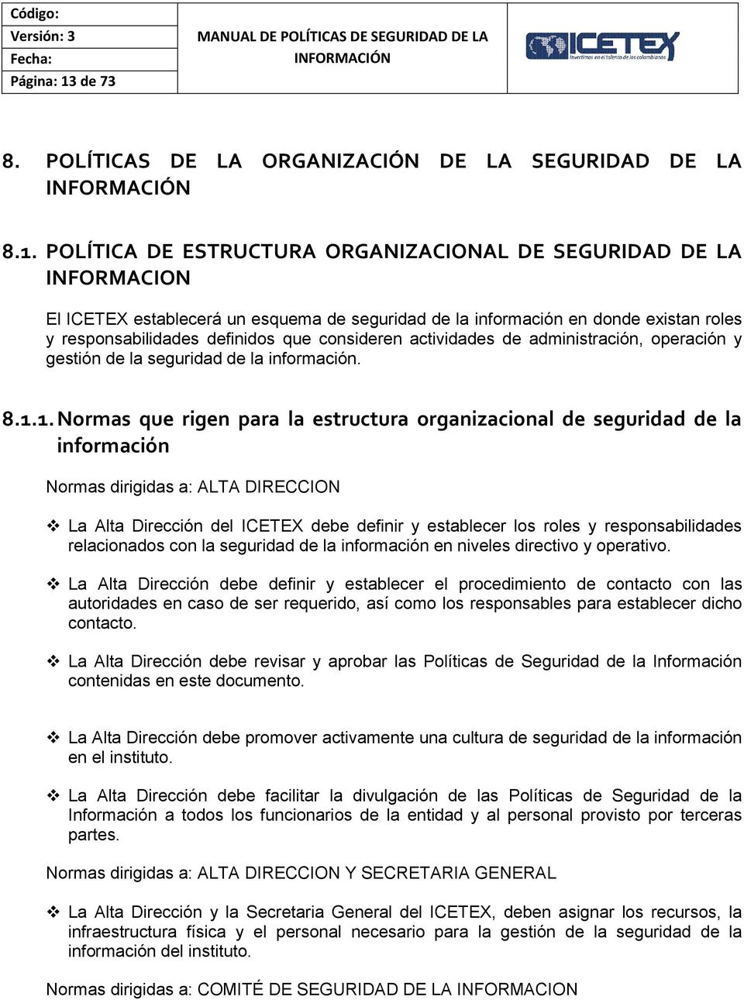 Código:
Versión: 3
Fecha:
Página: 13 de 73
MANUAL DE POLÍTICAS DE SEGURIDAD DE LA
INFORMACIÓN
ICETEX
Invertimos en el talento de los colombianos
8. POLÍTICAS DE LA ORGANIZACIÓN DE LA SEGURIDAD DE LA
INFORMACIÓN
8.1. POLÍTICA DE ESTRUCTURA ORGANIZACIONAL DE SEGURIDAD DE LA
INFORMACION
El ICETEX establecerá un esquema de seguridad de la información en donde existan roles
y responsabilidades definidos que consideren actividades de administración, operación y
gestión de la seguridad de la información.
8.1.1. Normas que rigen para la estructura organizacional de seguridad de la
información
Normas dirigidas a: ALTA DIRECCION
❖ La Alta Dirección del ICETEX debe definir y establecer los roles y responsabilidades
relacionados con la seguridad de la información en niveles directivo y operativo.
❖ La Alta Dirección debe definir y establecer el procedimiento de contacto con las
autoridades en caso de ser requerido, así como los responsables para establecer dicho
contacto.
❖ La Alta Dirección debe revisar y aprobar las Políticas de Seguridad de la Información
contenidas en este documento.
❖ La Alta Dirección debe promover activamente una cultura de seguridad de la información
en el instituto.
❖ La Alta Dirección debe facilitar la divulgación de las Políticas de Seguridad de la
Información a todos los funcionarios de la entidad y al personal provisto por terceras
partes.
Normas dirigidas a: ALTA DIRECCION Y SECRETARIA GENERAL
❖ La Alta Dirección y la Secretaria General del ICETEX, deben asignar los recursos, la
infraestructura física y el personal necesario para la gestión de la seguridad de la
información del instituto.
Normas dirigidas a: COMITÉ DE SEGURIDAD DE LA INFORMACION